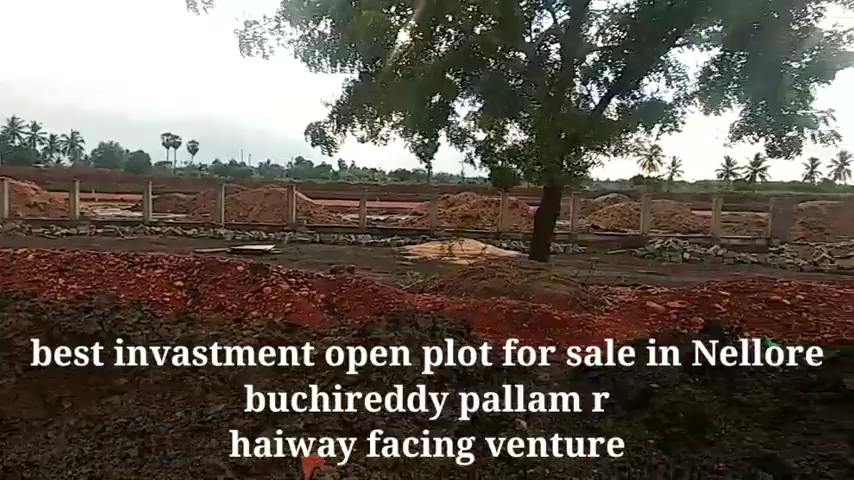 best invastment open plot for sale in Nellore
buchireddy pallam r
haiway facing venture